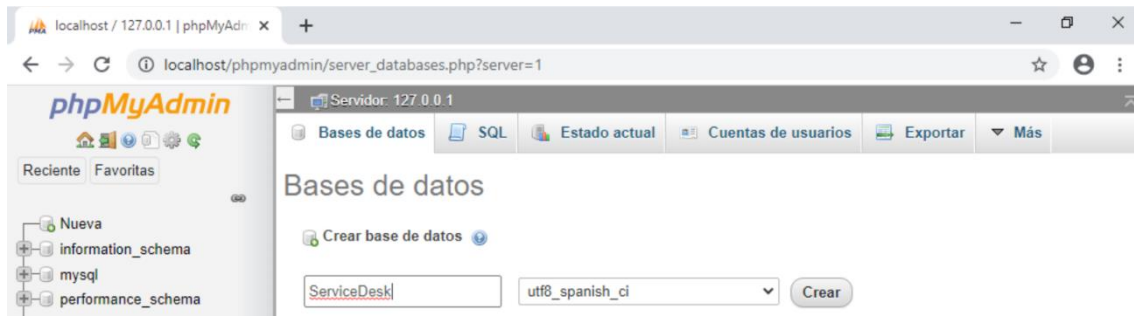 localhost / 127.0.0.1 | phpMyAdn
localhost/phpmyadmin/server_databases.php?server=1
phpMyAdmin
Servidor: 127.0.0.1
Bases de datos SQL Estado actual Cuentas de usuarios Exportar Más
Reciente Favoritas
Bases de datos
Nueva
Crear base de datos
information_schema
mysql
ServiceDesk utf8_spanish_ci Crear
performance_schema